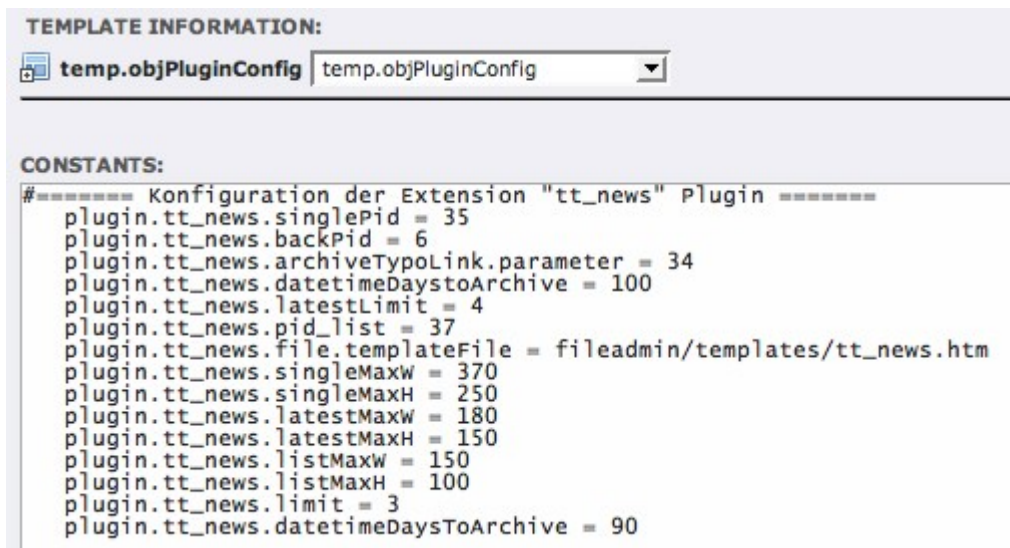 TEMPLATE INFORMATION:
temp.objPluginConfig temp.objPluginConfig
CONSTANTS:
#======= Konfiguration der Extension "tt_news" Plugin =======
plugin.tt_news.singlePid = 35
plugin.tt_news.backPid = 6
plugin.tt_news.archiveTypoLink.parameter = 34
plugin.tt_news.datetimeDaystoArchive = 100
plugin.tt_news.latestLimit = 4
plugin.tt_news.pid_list = 37
plugin.tt_news.file.templateFile = fileadmin/templates/tt_news.htm
plugin.tt_news.singleMaxW = 370
plugin.tt_news.singleMaxH = 250
plugin.tt_news.latestMaxW = 180
plugin.tt_news.latestMaxH = 150
plugin.tt_news.listMaxW = 150
plugin.tt_news.listMaxH = 100
plugin.tt_news.limit = 3
plugin.tt_news.datetimeDaysToArchive = 90